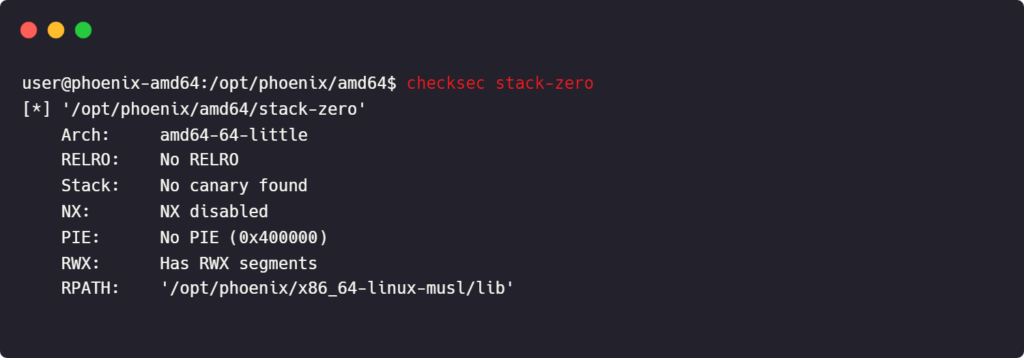 user@phoenix-amd64:/opt/phoenix/amd64$ checksec stack-zero
[*] '/opt/phoenix/amd64/stack-zero'
    Arch:     amd64-64-little
    RELRO:    No RELRO
    Stack:    No canary found
    NX:       NX disabled
    PIE:      No PIE (0x400000)
    RWX:      Has RWX segments
    RPATH:    '/opt/phoenix/x86_64-linux-musl/lib'